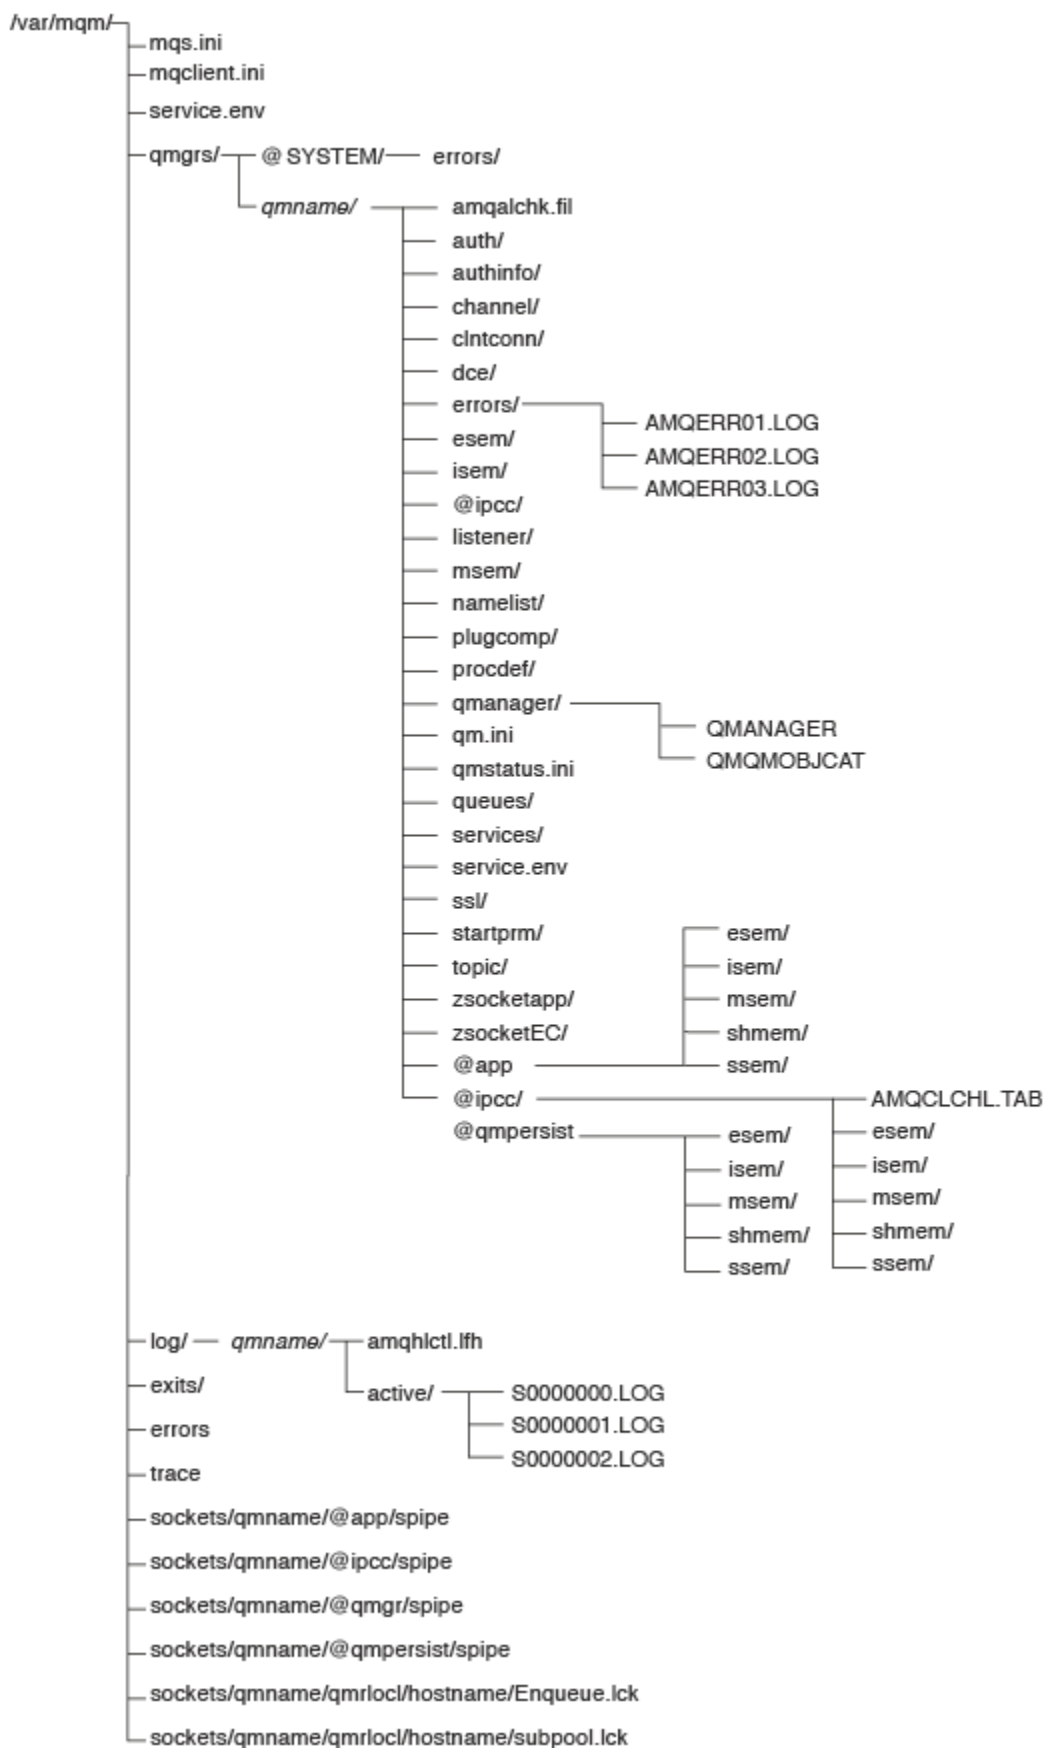 /var/mqm/
mqs.ini
mqclient.ini
service.env
qmgrs/ @SYSTEM/ errors/
qmname/ amqalchk.fil
auth/
authinfo/
channel/
clntconn/
dce/
errors/
AMQERR01.LOG
esem/
AMQERR02.LOG
isem/
AMQERR03.LOG
@ipcc/
listener/
msem/
namelist/
plugcomp/
procdef/
qmanager/
QMANAGER
qm.ini
QMQMOBJCAT
qmstatus.ini
queues/
services/
service.env
ssl/
startprm/ esem/
topic/ isem/
zsocketapp/ msem/
zsocketEC/ shmem/
@app ssem/
@ipcc/ AMQCLCHL.TAB
@qmpersist esem/ esem/
isem/ isem/
msem/ msem/
shmem/ shmem/
ssem/ ssem/
log/ qmname/ amqhlctl.lfh
exits/ active/ S0000000.LOG
errors S0000001.LOG
S0000002.LOG
trace
sockets/qmname/@app/spipe
sockets/qmname/@ipcc/spipe
sockets/qmname/@qmgr/spipe
sockets/qmname/@qmpersist/spipe
sockets/qmname/qmrlocl/hostname/Enqueue.lck
sockets/qmname/qmrlocl/hostname/subpool.lck